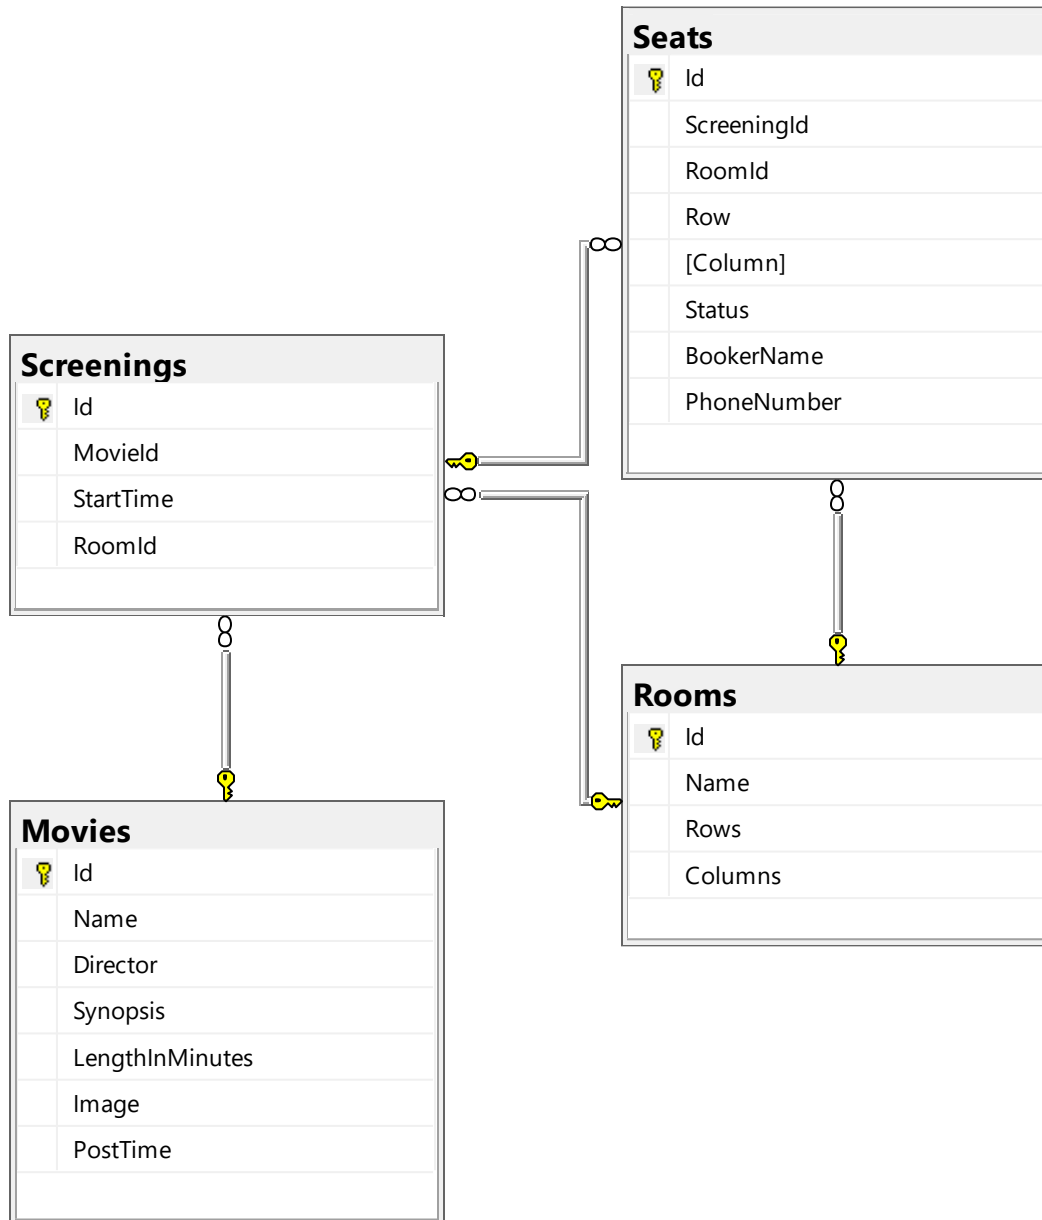 Seats
Id
ScreeningId
RoomId
Row
[Column]
Status
BookerName
PhoneNumber
Screenings
Id
MovieId
StartTime
RoomId
Rooms
Id
Name
Rows
Columns
Movies
Id
Name
Director
Synopsis
LengthInMinutes
Image
PostTime